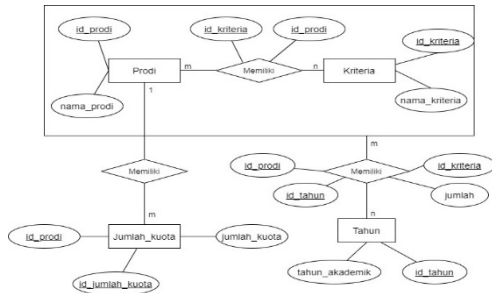 id_prodi
id_kriteria
id_prodi
id_kriteria
Prodi
m
Memiliki
n
Kriteria
nama_prodi
1
nama_kriteria
m
Memiliki
id_prodi
Memiliki
id_kriteria
id_tahun
jumlah
m
n
id_prodi
Jumlah_kuota
jumlah_kuota
Tahun
id_jumlah_kuota
tahun_akademik
id_tahun